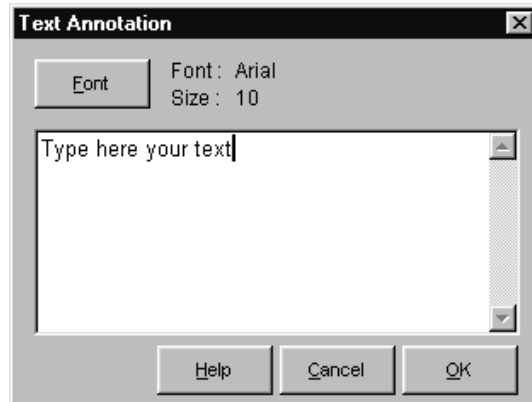 Text Annotation
Font
Font : Arial
Size : 10
Type here your text
Help Cancel OK